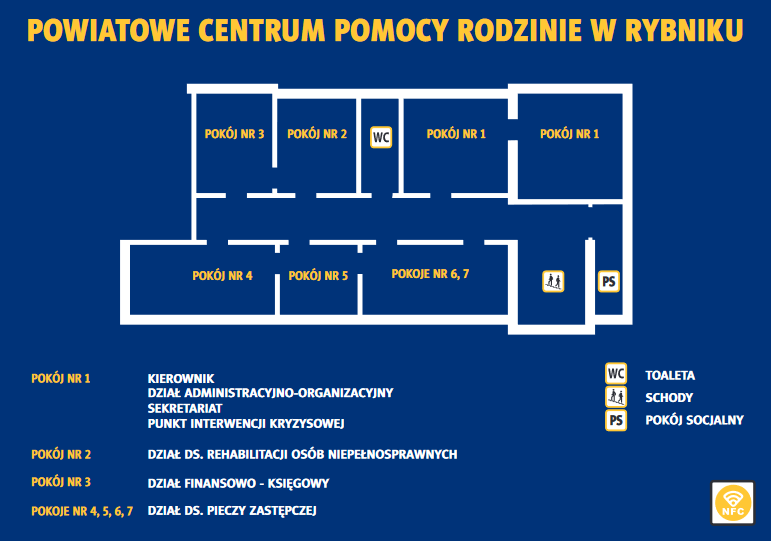 POWIATOWE CENTRUM POMOCY RODZINIE W RYBNIKU
POKÓJ NR 3
POKÓJ NR 2
WC
POKÓJ NR 1
POKÓJ NR 1
POKÓJ NR 4
POKÓJ NR 5
POKOJE NR 6, 7
PS
POKÓJ NR 1
KIEROWNIK
DZIAŁ ADMINISTRACYJNO-ORGANIZACYJNY
SEKRETARIAT
PUNKT INTERWENCJI KRYZYSOWEJ
POKÓJ NR 2
DZIAŁ DS. REHABILITACJI OSÓB NIEPEŁNOSPRAWNYCH
POKÓJ NR 3
DZIAŁ FINANSOWO - KSIĘGOWY
POKOJE NR 4, 5, 6, 7
DZIAŁ DS. PIECZY ZASTĘPCZEJ
WC TOALETA
SCHODY
PS POKÓJ SOCJALNY
NFC